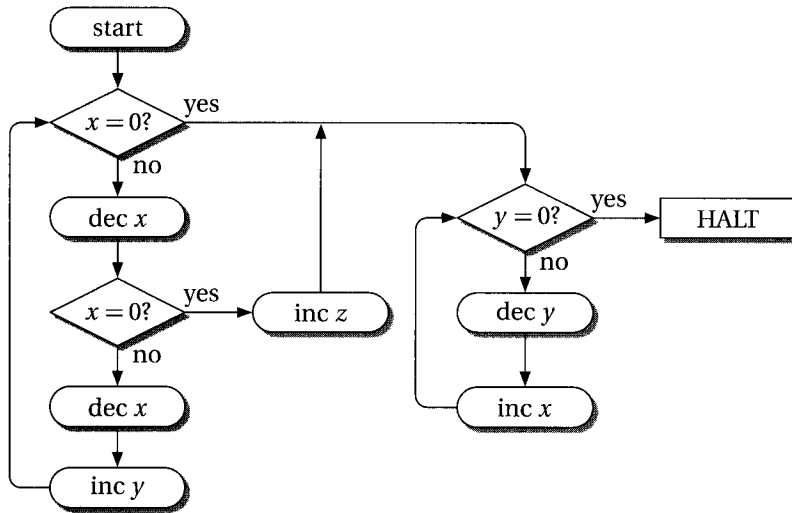 start
x = 0?
yes
no
dec x
x = 0?
yes
no
inc z
dec x
inc y
y = 0?
yes
no
HALT
dec y
inc x